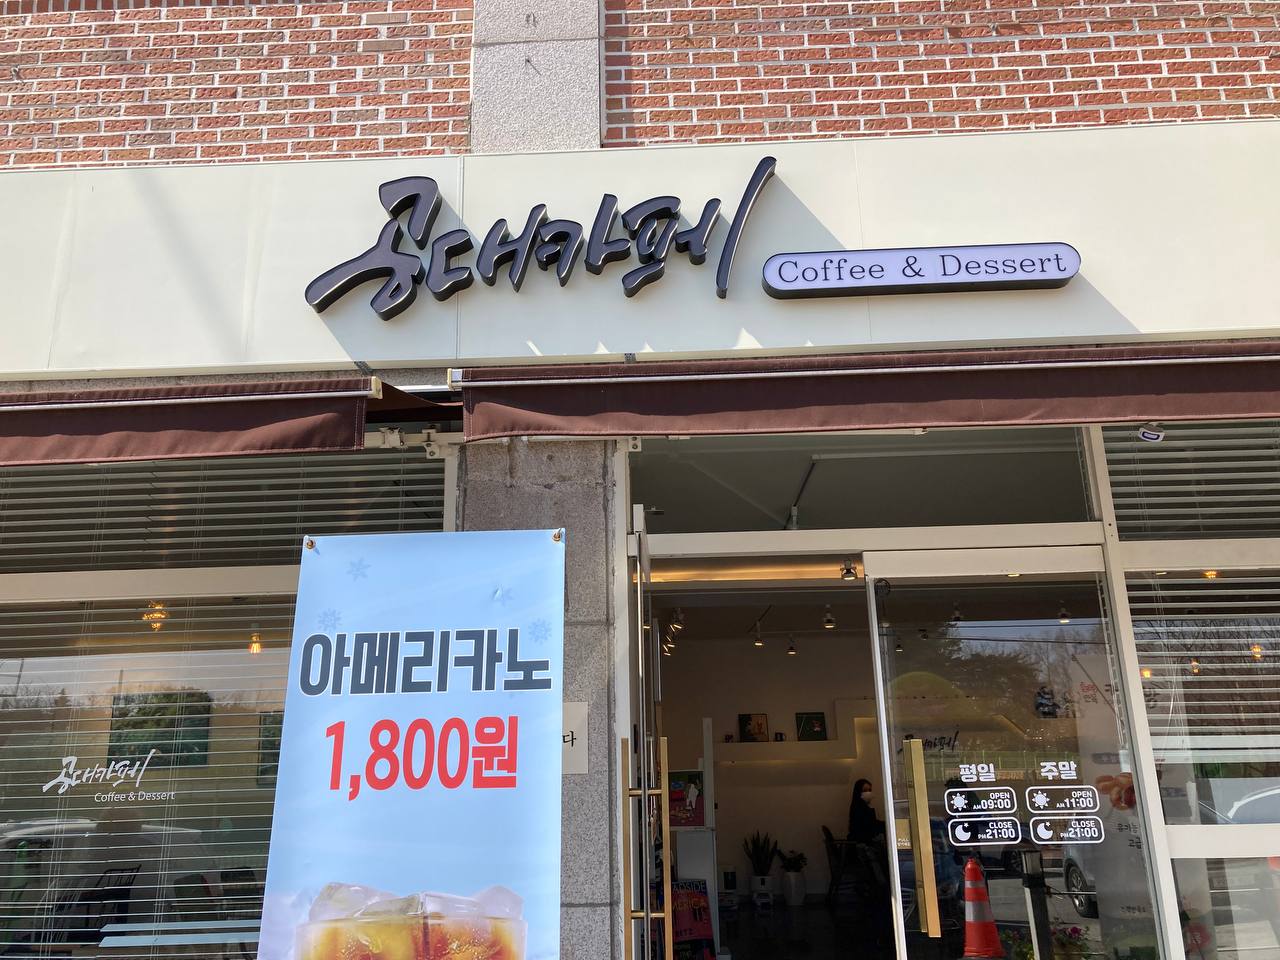 공대카페
Coffee & Dessert
아메리카노
1,800원
다
공대카페
Coffee & Dessert
평일 주말
OPEN OPEN
AM 09:00 AM 11:00
CLOSE CLOSE
PM 21:00 PM 21:00